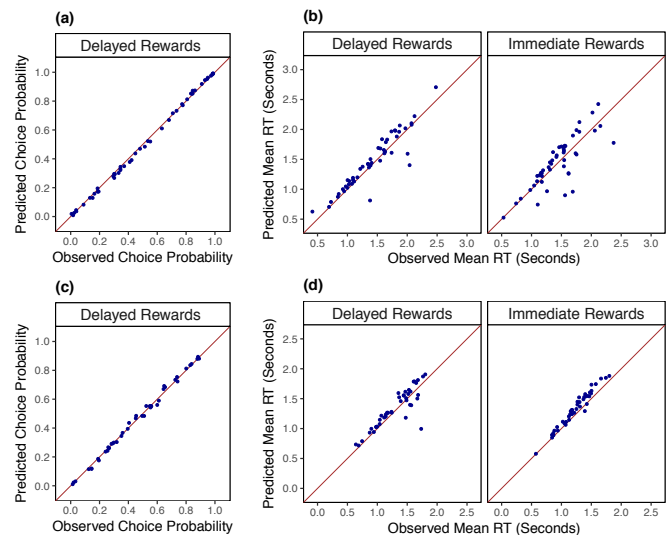 (a)
Delayed Rewards
Predicted Choice Probability
1.0
0.8
0.6
0.4
0.2
0.0
0.0 0.2 0.4 0.6 0.8 1.0
Observed Choice Probability
(b)
Delayed Rewards Immediate Rewards
Predicted Mean RT (Seconds)
3.0
2.5
2.0
1.5
1.0
0.5
0.5 1.0 1.5 2.0 2.5 3.0 0.5 1.0 1.5 2.0 2.5 3.0
Observed Mean RT (Seconds)
(c)
Delayed Rewards
Predicted Choice Probability
1.0
0.8
0.6
0.4
0.2
0.0
0.0 0.2 0.4 0.6 0.8 1.0
Observed Choice Probability
(d)
Delayed Rewards Immediate Rewards
Predicted Mean RT (Seconds)
2.5
2.0
1.5
1.0
0.5
0.0
0.0 0.5 1.0 1.5 2.0 2.5 0.0 0.5 1.0 1.5 2.0 2.5
Observed Mean RT (Seconds)